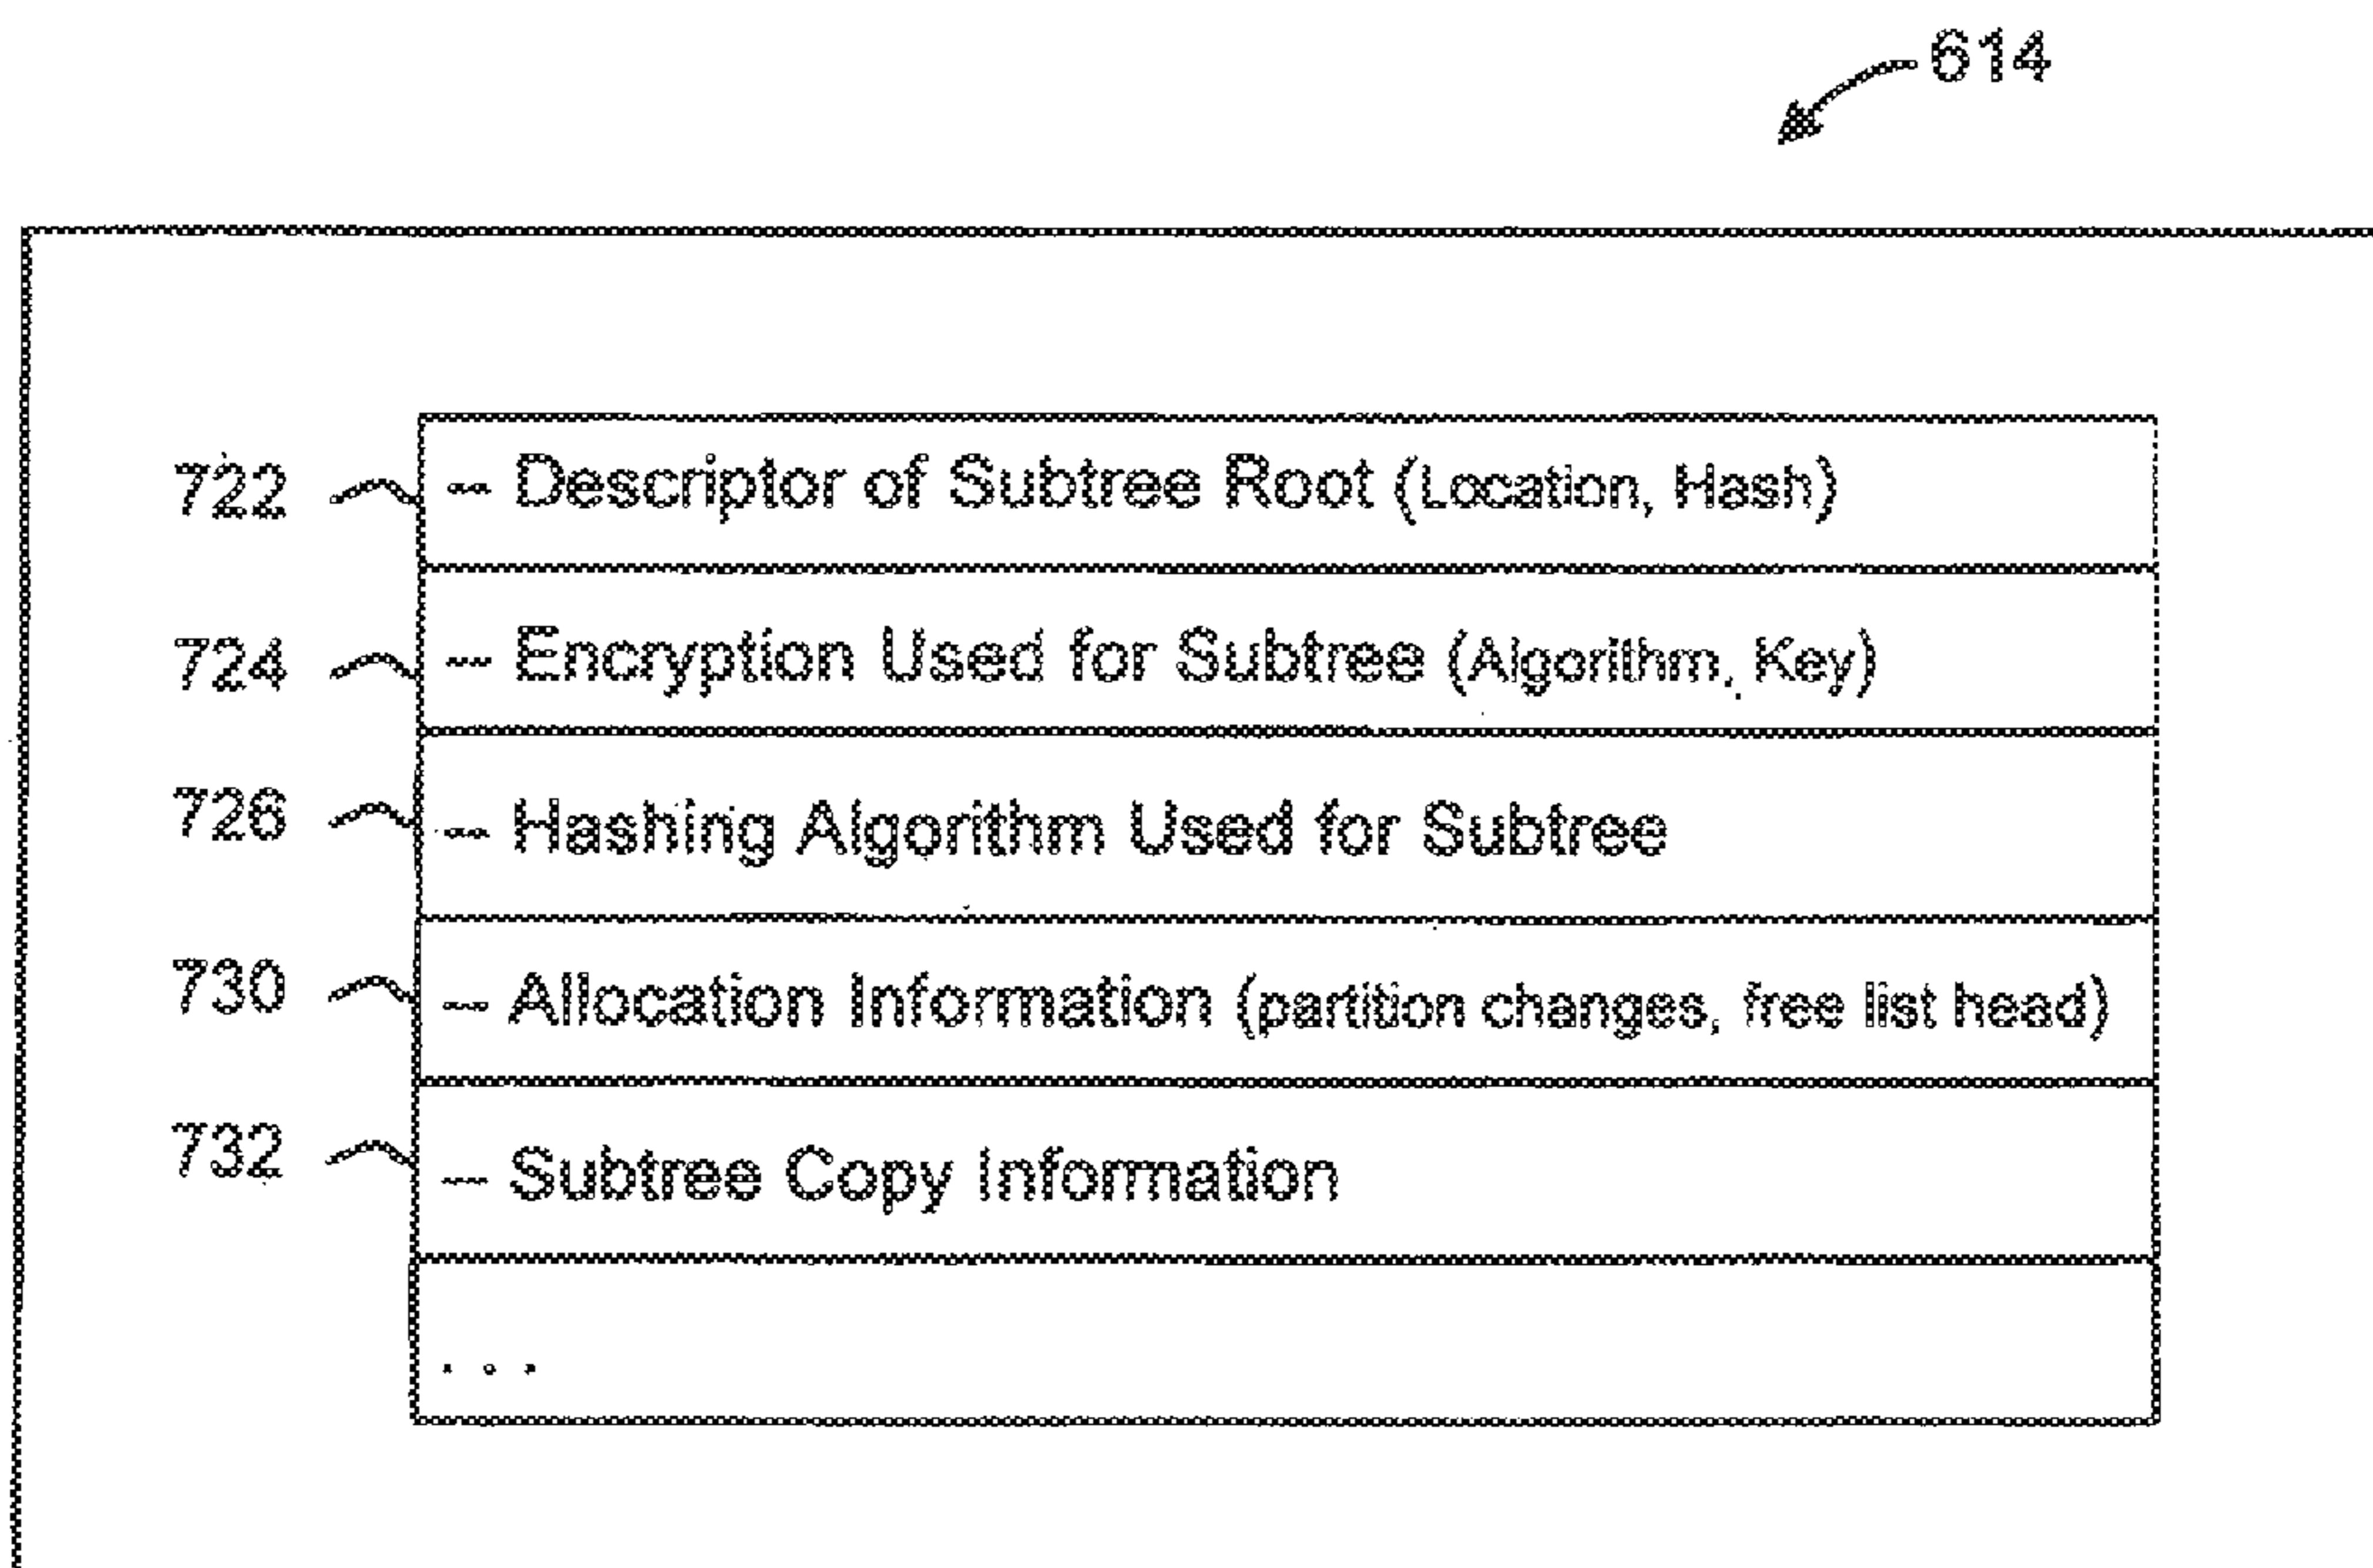 614
722 -- Descriptor of Subtree Root (Location, Hash)
724 -- Encryption Used for Subtree (Algorithm, Key)
726 -- Hashing Algorithm Used for Subtree
730 -- Allocation Information (partition changes, free list head)
732 -- Subtree Copy Information
. . .